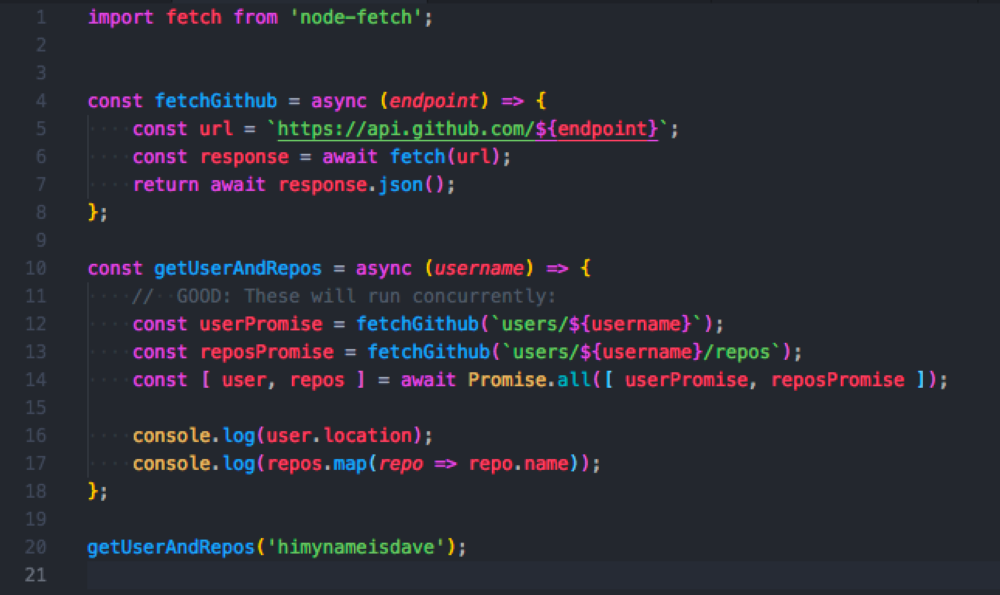 1 import fetch from 'node-fetch';
2
3
4 const fetchGithub = async (endpoint) => {
5     const url = `https://api.github.com/${endpoint}`;
6     const response = await fetch(url);
7     return await response.json();
8 };
9
10 const getUserAndRepos = async (username) => {
11     //  GOOD: These will run concurrently:
12     const userPromise = fetchGithub(`users/${username}`);
13     const reposPromise = fetchGithub(`users/${username}/repos`);
14     const [ user, repos ] = await Promise.all([ userPromise, reposPromise ]);
15
16     console.log(user.location);
17     console.log(repos.map(repo => repo.name));
18 };
19
20 getUserAndRepos('himynameisdave');
21